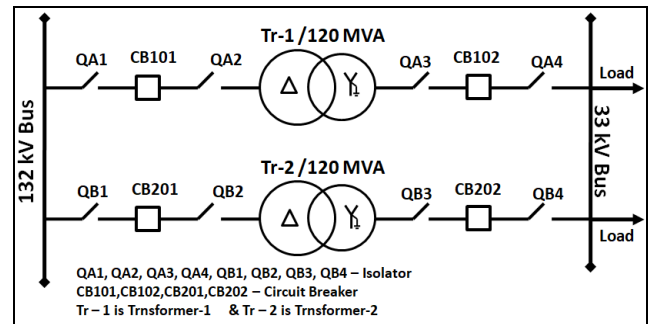 Tr-1 /120 MVA
QA1 CB101 QA2 QA3 CB102 QA4
Load
132 kV Bus
33 kV Bus
Δ
Tr-2 /120 MVA
QB1 CB201 QB2 QB3 CB202 QB4
Δ
Load
QA1, QA2, QA3, QA4, QB1, QB2, QB3, QB4 – Isolator
CB101,CB102,CB201,CB202 – Circuit Breaker
Tr – 1 is Trnsformer-1 & Tr – 2 is Trnsformer-2